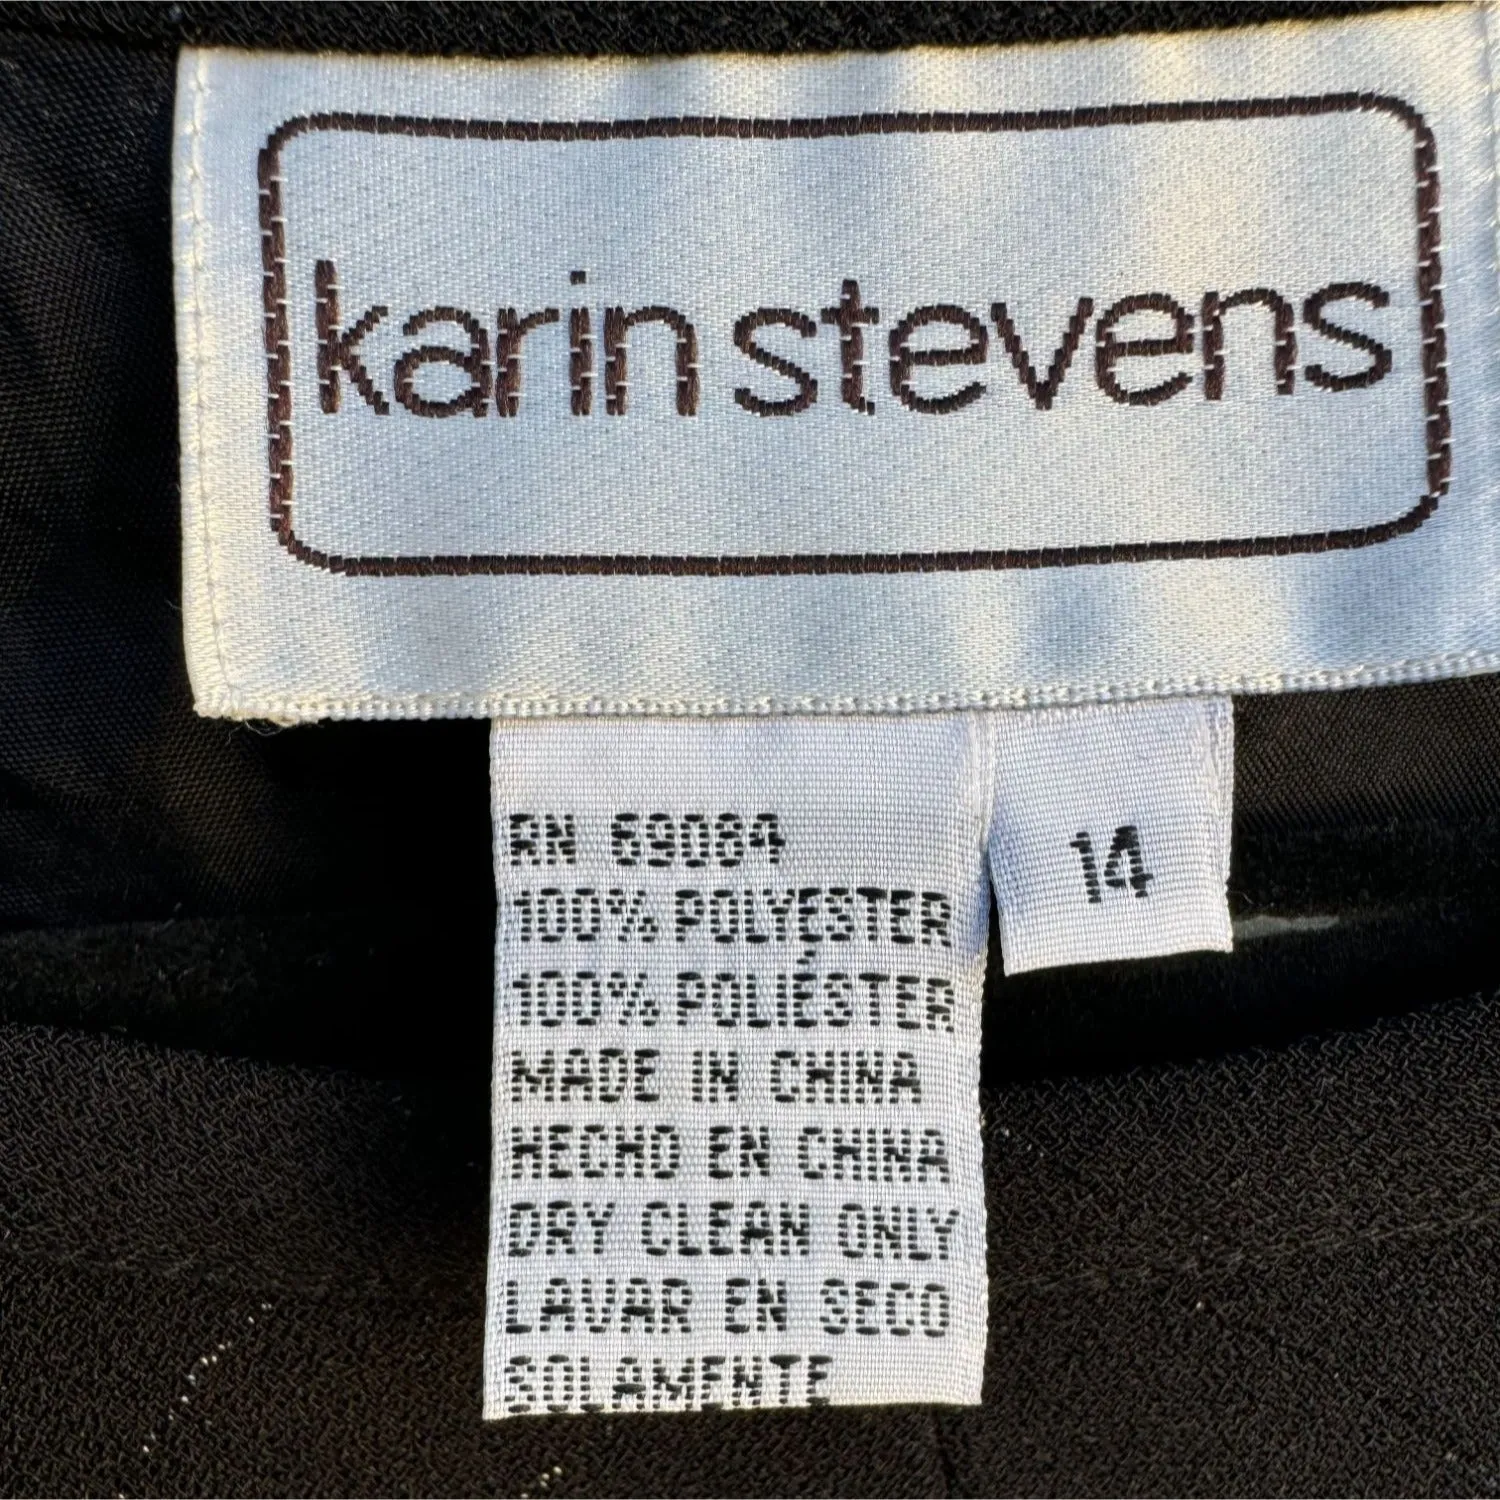 karin stevens
14
RN 69084
100% POLYESTER
100% POLIÉSTER
MADE IN CHINA
HECHO EN CHINA
DRY CLEAN ONLY
LAVAR EN SECO
SOLAMENTE